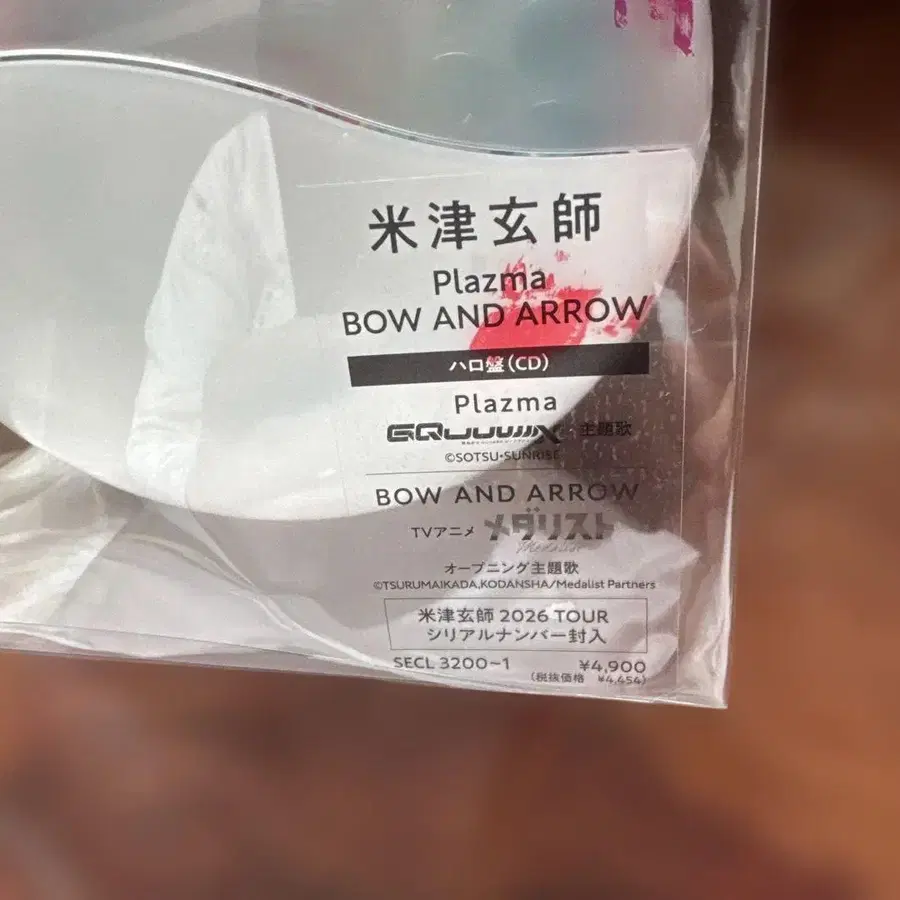 米津玄師
Plazma
BOW AND ARROW
ハロ盤(CD)
Plazma
GQuuuuuuX 主題歌
©SOTSU・SUNRISE
BOW AND ARROW
TVアニメ メダリスト
オープニング主題歌
©TSURUMAIKADA,KODANSHA/Medalist Partners
米津玄師 2026 TOUR
シリアルナンバー封入
SECL 3200-1 ¥4,900
(税抜価格 ¥4,454)